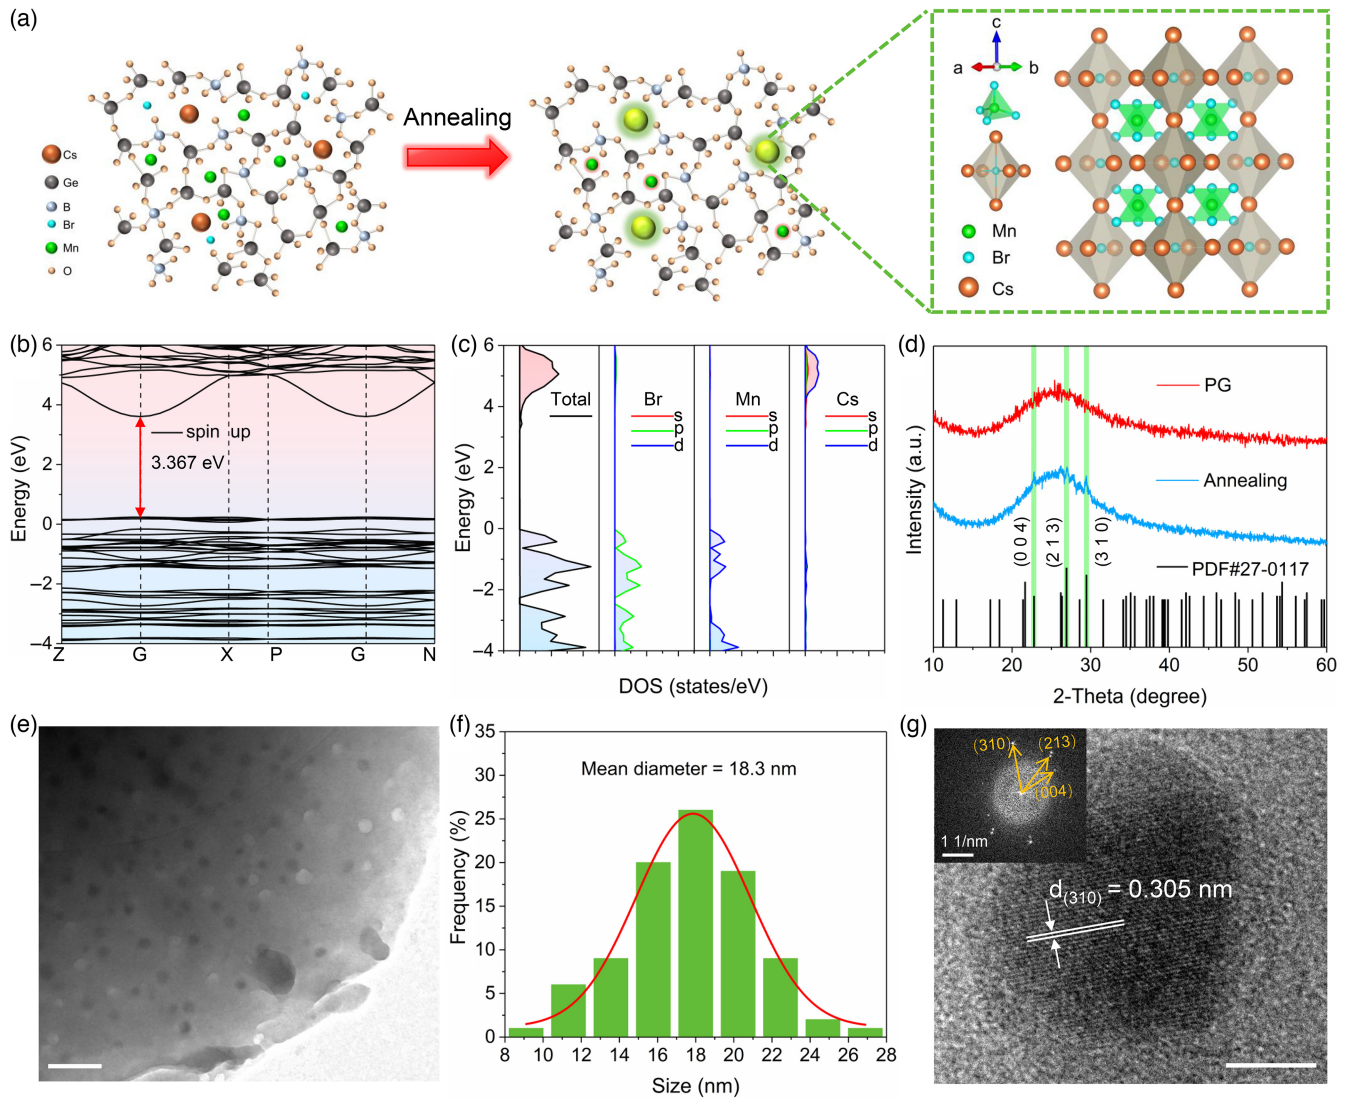 (a)
Cs
Ge
B
Br
Mn
O
Annealing
c
a
b
Mn
Br
Cs
(b)
6
4
2
0
−2
−4
Energy (eV)
spin up
3.367 eV
Z
G
X
P
G
N
(c)
6
4
2
0
−2
−4
Energy (eV)
Total
Br
s
p
d
Mn
s
p
d
Cs
s
p
d
DOS (states/eV)
(d)
Intensity (a.u.)
PG
Annealing
(0 0 4)
(2 1 3)
(3 1 0)
PDF#27-0117
10
20
30
40
50
60
2-Theta (degree)
(e)
(f)
35
30
25
20
15
10
5
0
Frequency (%)
Mean diameter = 18.3 nm
8
10
12
14
16
18
20
22
24
26
28
Size (nm)
(g)
(310)
(213)
(004)
1 1/nm
d(310) = 0.305 nm